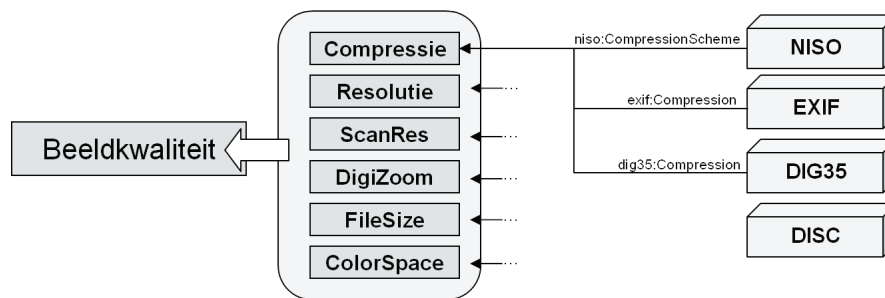 Beeldkwaliteit
Compressie
Resolutie
...
ScanRes
...
DigiZoom
...
FileSize
...
ColorSpace
...
niso:CompressionScheme
exif:Compression
dig35:Compression
NISO
EXIF
DIG35
DISC